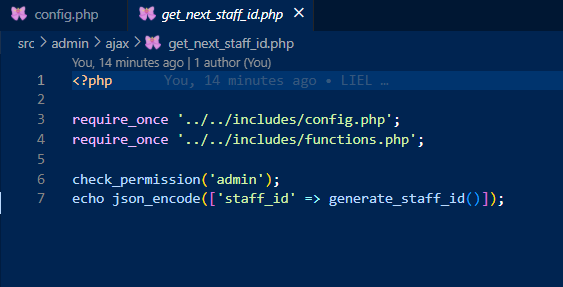 config.php get_next_staff_id.php ×
src > admin > ajax > get_next_staff_id.php
You, 14 minutes ago | 1 author (You)
1 <?php You, 14 minutes ago • LIEL …
2
3 require_once '../../includes/config.php';
4 require_once '../../includes/functions.php';
5
6 check_permission('admin');
7 echo json_encode(['staff_id' => generate_staff_id()]);